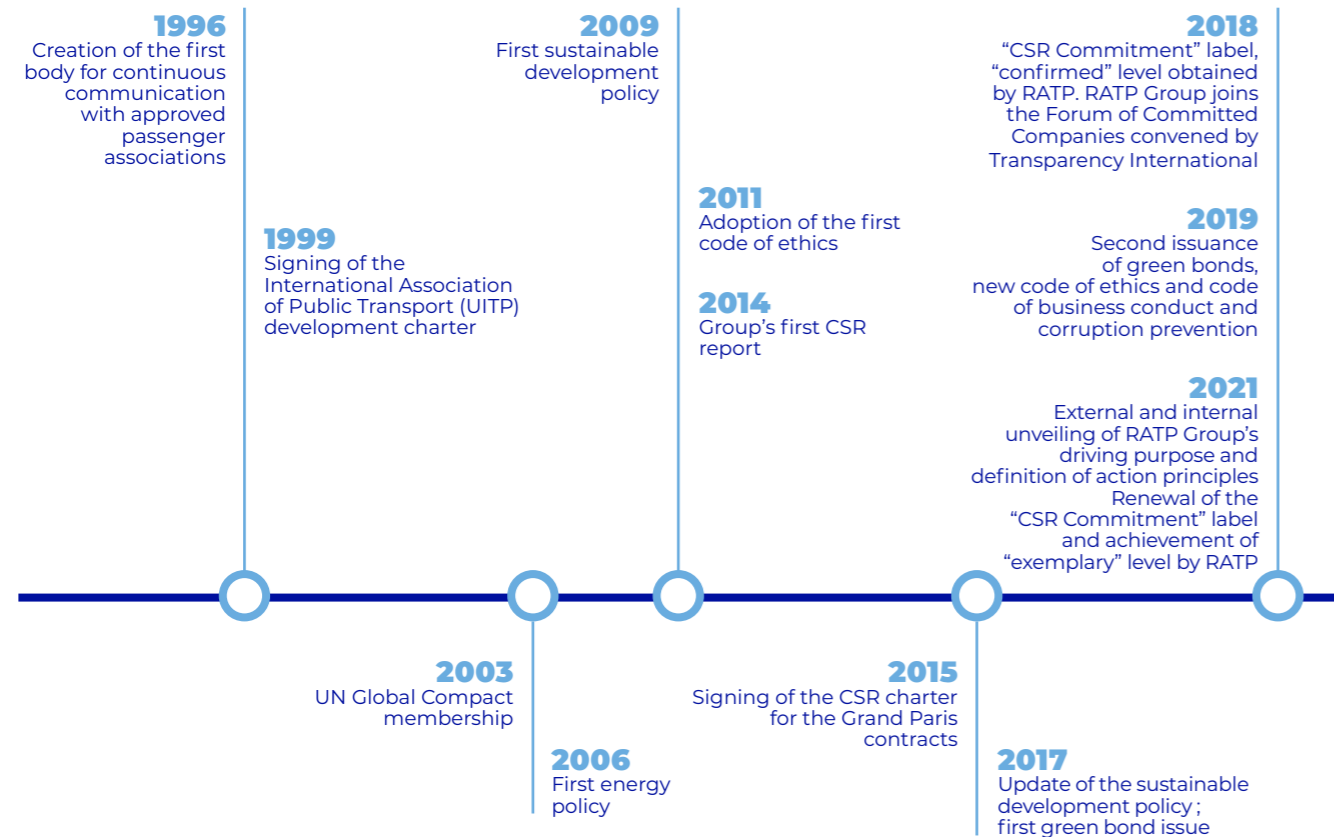 1996
Creation of the first
body for continuous
communication
with approved
passenger
associations
1999
Signing of the
International Association
of Public Transport (UITP)
development charter
2003
UN Global Compact
membership
2006
First energy
policy
2009
First sustainable
development
policy
2011
Adoption of the first
code of ethics
2014
Group’s first CSR
report
2015
Signing of the CSR charter
for the Grand Paris
contracts
2017
Update of the sustainable
development policy ;
first green bond issue
2018
“CSR Commitment” label,
“confirmed” level obtained
by RATP. RATP Group joins
the Forum of Committed
Companies convened by
Transparency International
2019
Second issuance
of green bonds,
new code of ethics and code
of business conduct and
corruption prevention
2021
External and internal
unveiling of RATP Group’s
driving purpose and
definition of action principles
Renewal of the
“CSR Commitment” label
and achievement of
“exemplary” level by RATP